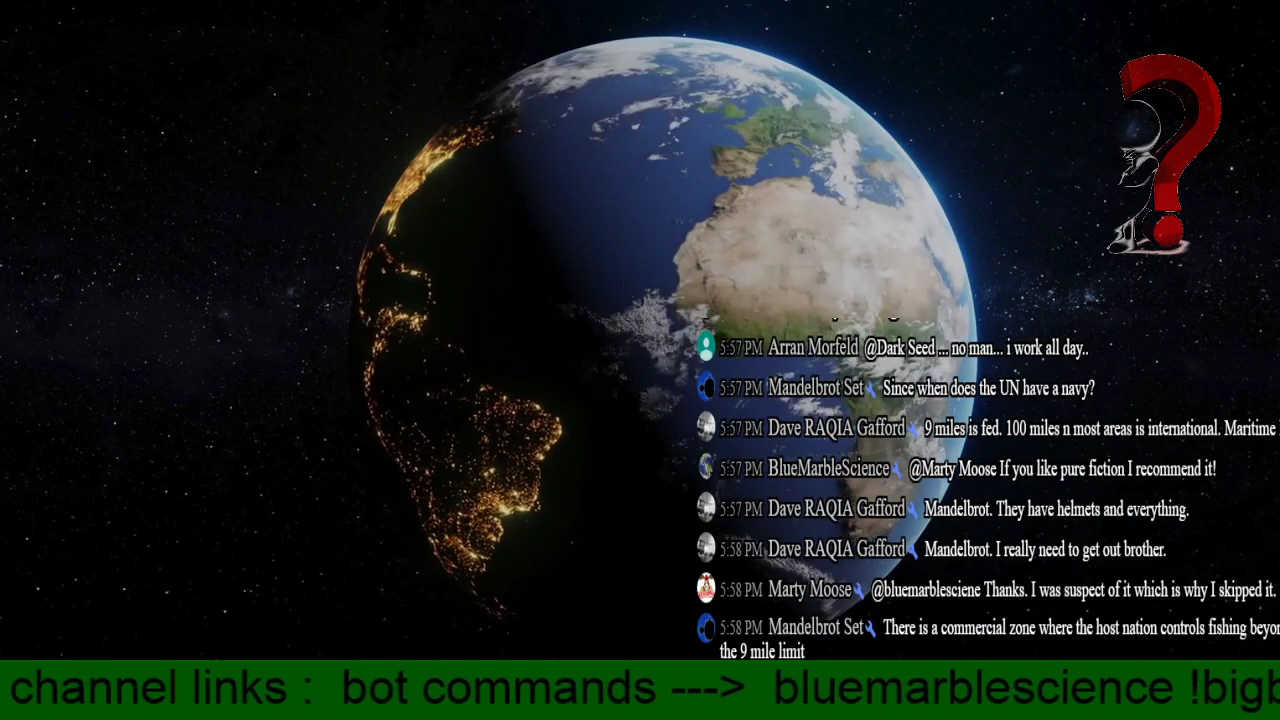 5:57 PM Arran Morfeld @Dark Seed ... no man... i work all day..
5:57 PM Mandelbrot Set Since when does the UN have a navy?
5:57 PM Dave RAQIA Gafford 9 miles is fed. 100 miles n most areas is international. Maritime
5:57 PM BlueMarbleScience @Marty Moose If you like pure fiction I recommend it!
5:57 PM Dave RAQIA Gafford Mandelbrot. They have helmets and everything.
5:58 PM Dave RAQIA Gafford Mandelbrot. I really need to get out brother.
5:58 PM Marty Moose @bluemarblesciene Thanks. I was suspect of it which is why I skipped it.
5:58 PM Mandelbrot Set There is a commercial zone where the host nation controls fishing beyo
the 9 mile limit
channel links : bot commands ---> bluemarblescience !bigb